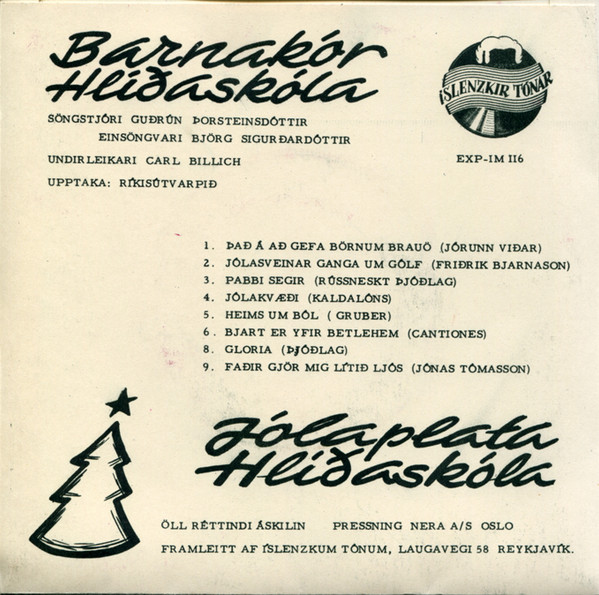 Barnakór
Hlíðaskóla
SÖNGSTJÓRI GUÐRÚN ÞORSTEINSDÓTTIR
EINSÖNGVARI BJÖRG SIGURÐARDÓTTIR
UNDIRLEIKARI CARL BILLICH
UPPTAKA: RÍKISÚTVARPIÐ
ÍSLENZKIR TÓNAR
EXP-IM 116
1. ÞAÐ Á AÐ GEFA BÖRNUM BRAUÖ (JÓRUNN VIÐAR)
2. JÓLASVEINAR GANGA UM GÓLF (FRIÐRIK BJARNASON)
3. PABBI SEGIR (RÚSSNESKT ÞJÓÐLAG)
4. JÓLAKVÆÐI (KALDALÓNS)
5. HEIMS UM BÓL ( GRUBER)
6. BJART ER YFIR BETLEHEM (CANTIONES)
8. GLORIA (ÞJÓÐLAG)
9. FAÐIR GJÖR MIG LÍTIÐ LJÓS (JÓNAS TÓMASSON)
Jólaplata
Hlíðaskóla
ÖLL RÉTTINDI ÁSKILIN PRESSNING NERA A/S OSLO
FRAMLEITT AF ÍSLENZKUM TÓNUM, LAUGAVEGI 58 REYKJAVÍK.